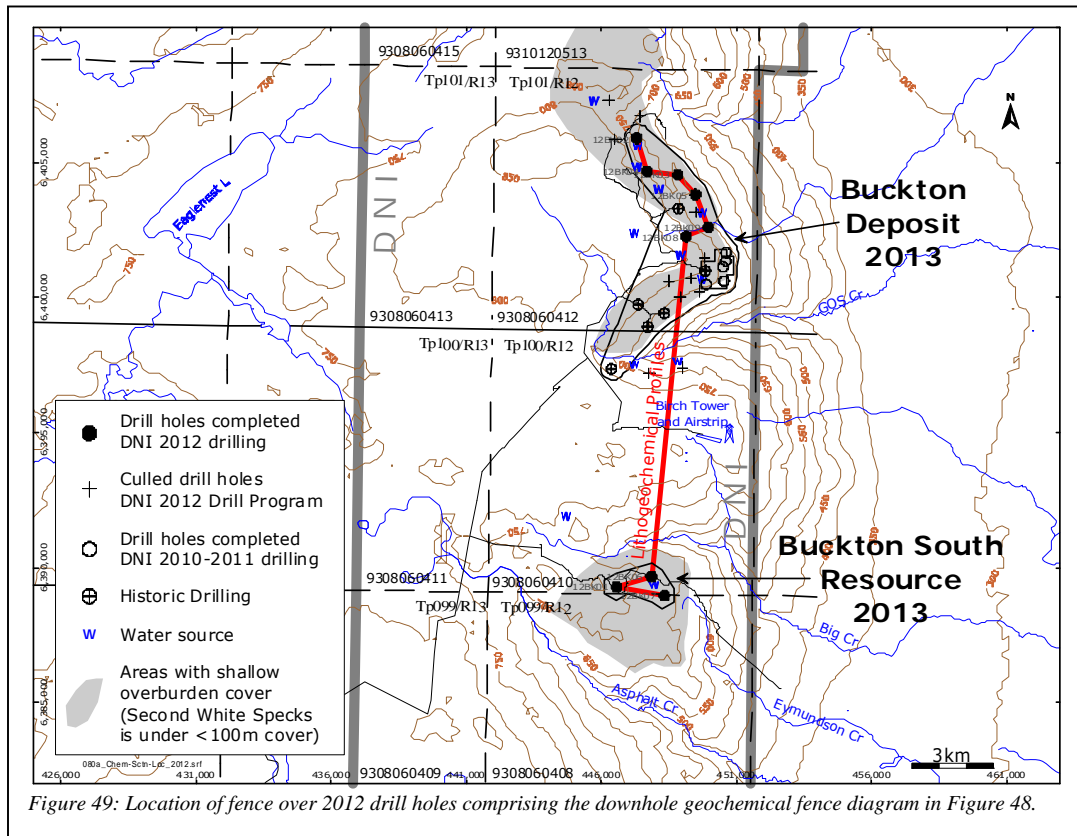 9308060415
9310120513
Tp101/R13
Tp101/R12
N
Eaglenest L
DNI
Buckton
Deposit
2013
GOS Cr
9308060413
9308060412
Tp100/R13
Tp100/R12
Birch Tower
and Airstrip
Lithogeochemical Profiles
DNI
Buckton South
Resource
2013
9308060411
9308060410
Tp099/R13
Tp099/R12
Big Cr
Asphalt Cr
Eymundson Cr
3km
9308060409
9308060408
6,405,000
6,400,000
6,395,000
6,390,000
6,385,000
426,000
431,000
436,000
441,000
446,000
451,000
456,000
461,000
Drill holes completed
DNI 2012 drilling
Culled drill holes
DNI 2012 Drill Program
Drill holes completed
DNI 2010-2011 drilling
Historic Drilling
W Water source
Areas with shallow
overburden cover
(Second White Specks
is under <100m cover)
080a_Chem-Sctn-Loc_2012.srf
Figure 49: Location of fence over 2012 drill holes comprising the downhole geochemical fence diagram in Figure 48.